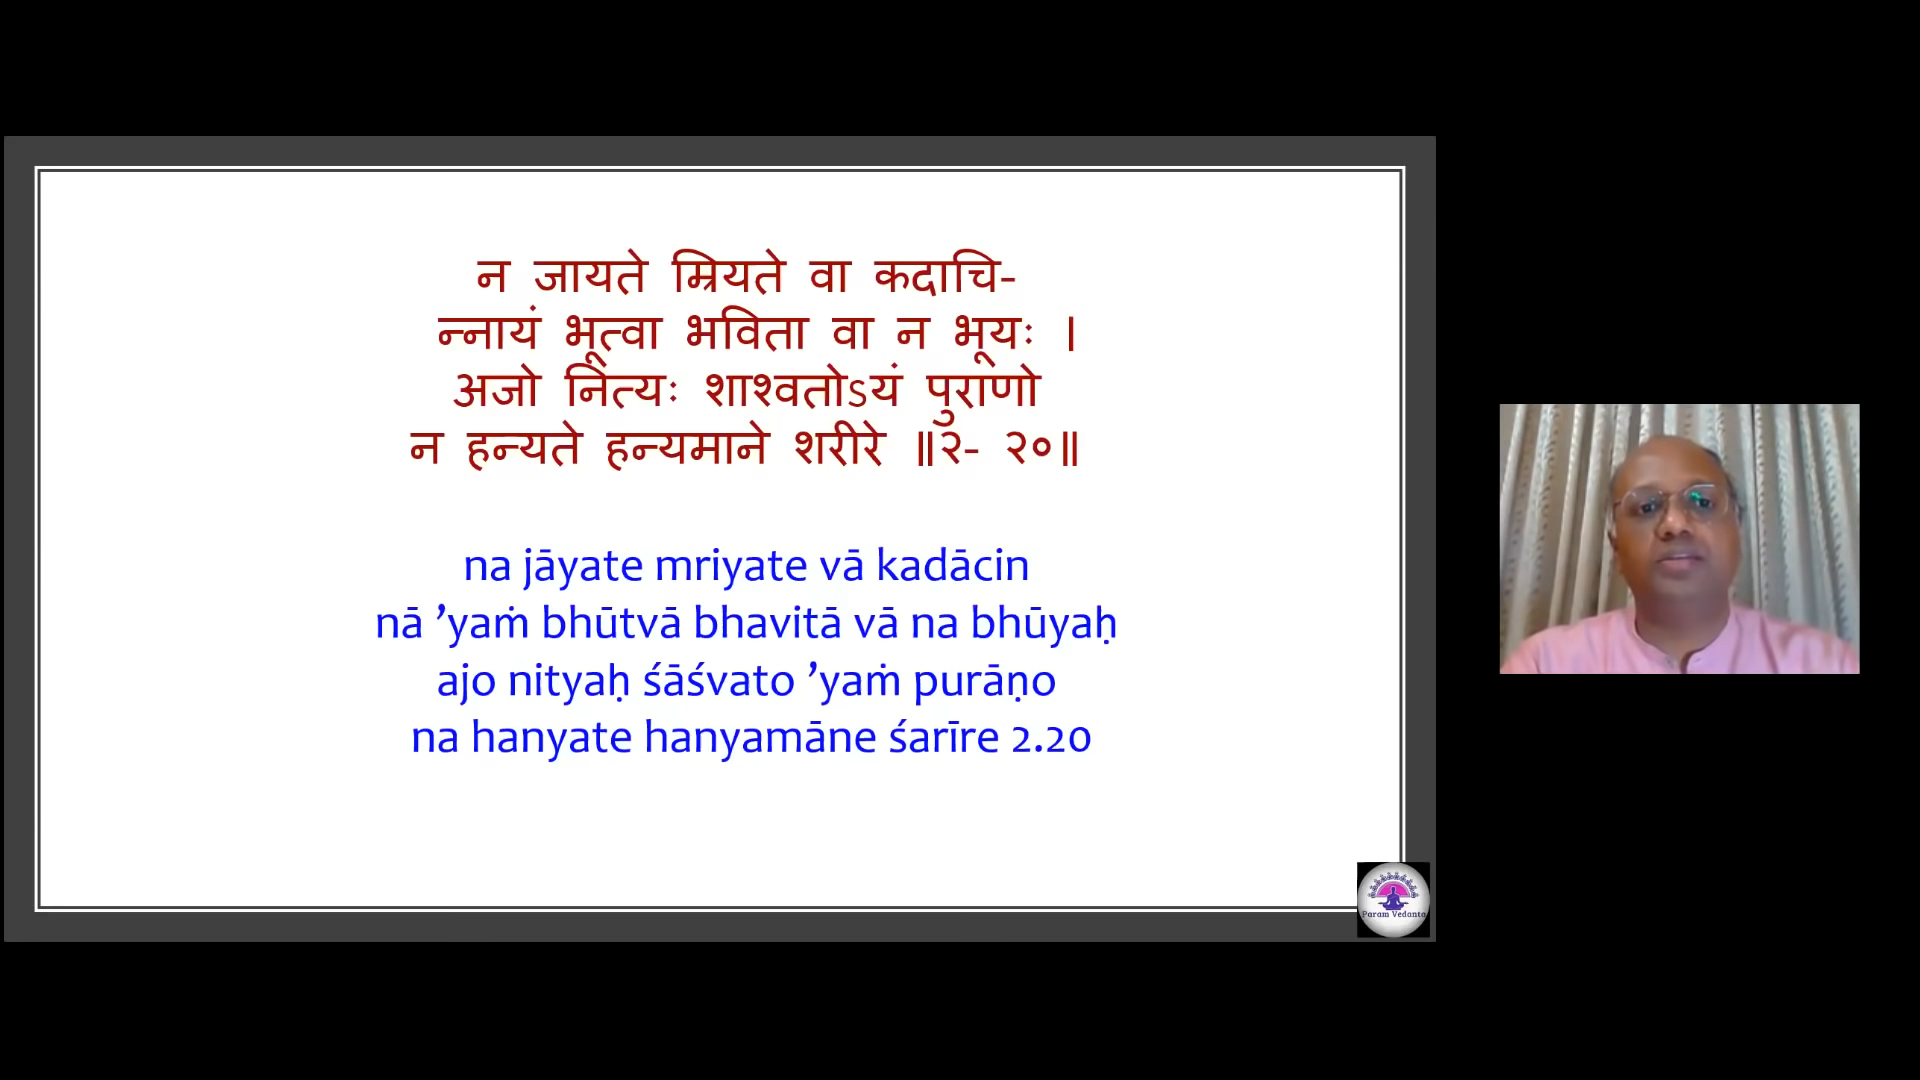 न जायते म्रियते वा कदाचि-
न्नायं भूत्वा भविता वा न भूयः ।
अजो नित्यः शाश्वतोऽयं पुराणो
न हन्यते हन्यमाने शरीरे ॥२- २०॥
na jāyate mriyate vā kadācin
nā ’yaṁ bhūtvā bhavitā vā na bhūyaḥ
ajo nityaḥ śāśvato ’yaṁ purāṇo
na hanyate hanyamāne śarīre 2.20
Param Vedanta